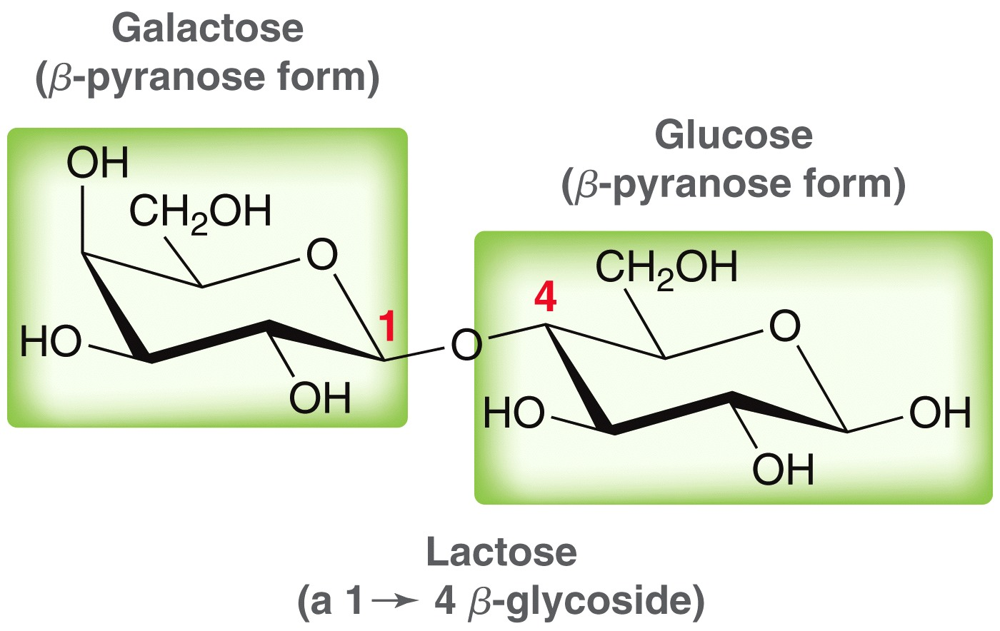 Galactose
(β-pyranose form)
Glucose
(β-pyranose form)
OH
CH₂OH
O
HO
OH
1
O
4
CH₂OH
O
HO
OH
OH
Lactose
(a 1→ 4 β-glycoside)